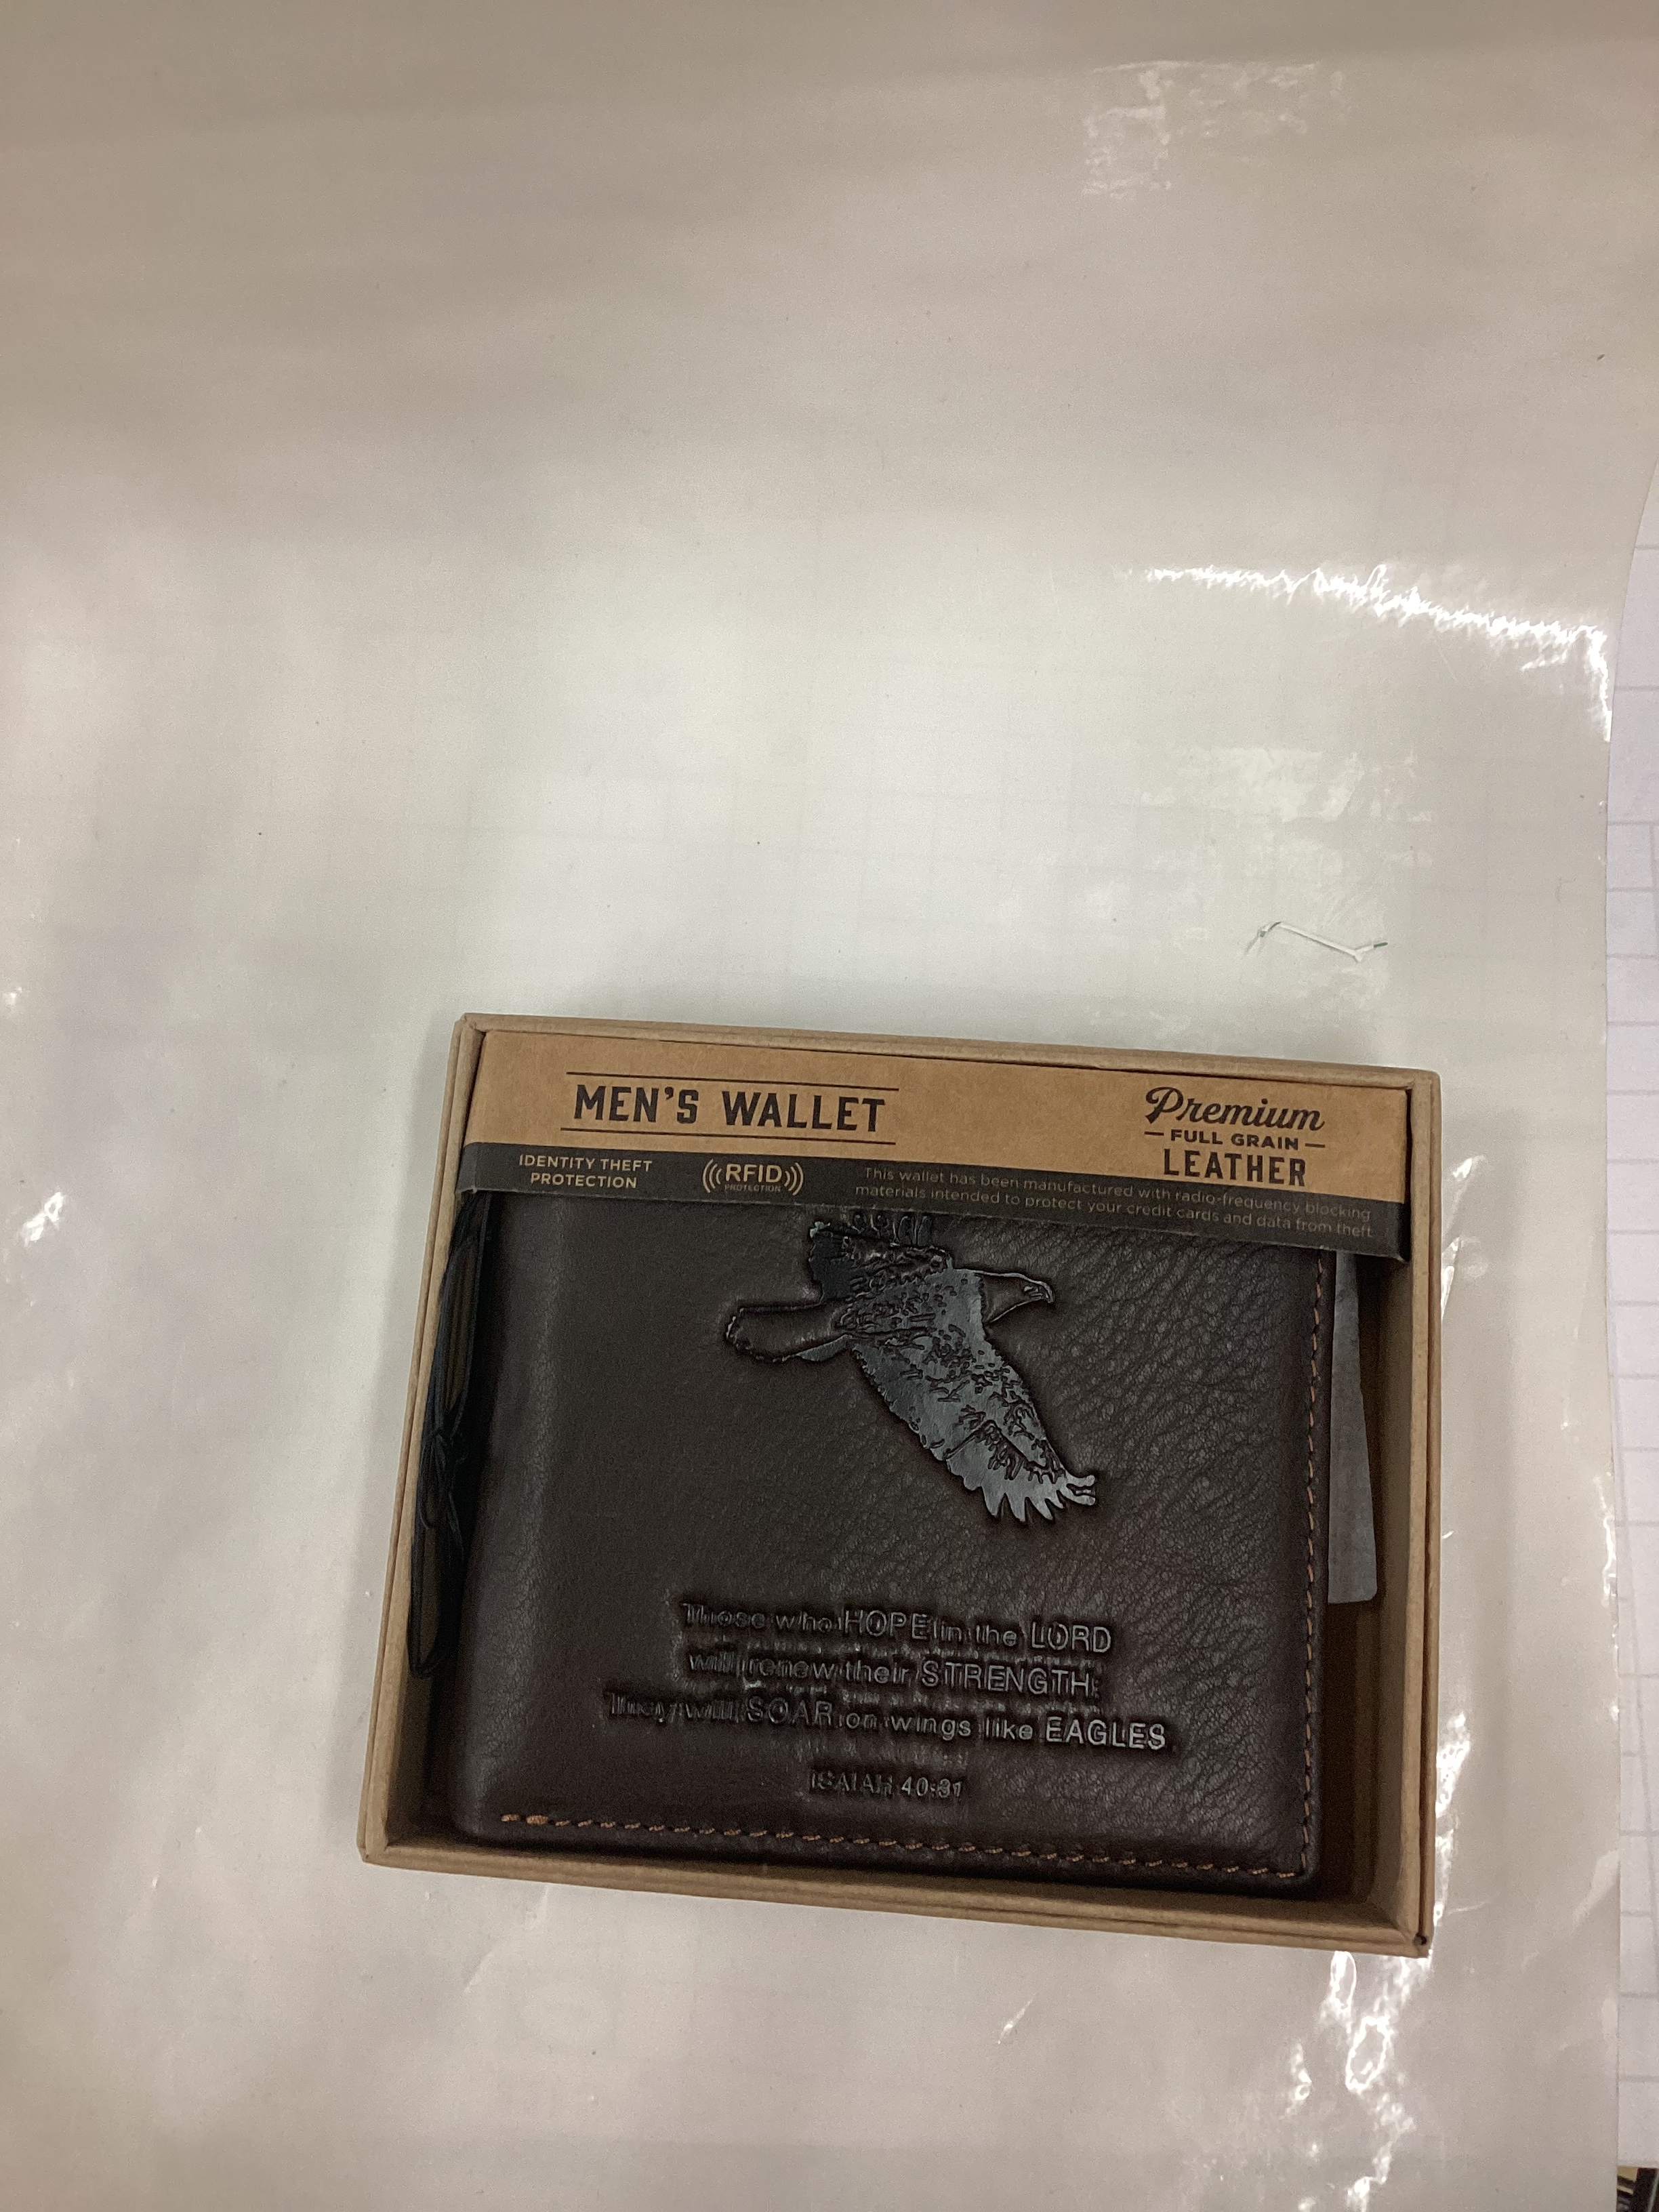 MEN'S WALLET
Premium
FULL GRAIN
LEATHER
IDENTITY THEFT
PROTECTION
RFID
PROTECTION
This wallet has been manufactured with radio-frequency blocking
materials intended to protect your credit cards and data from theft
Those who HOPE in the LORD
will renew their STRENGTH;
They will SOAR on wings like EAGLES
ISAIAH 40:31